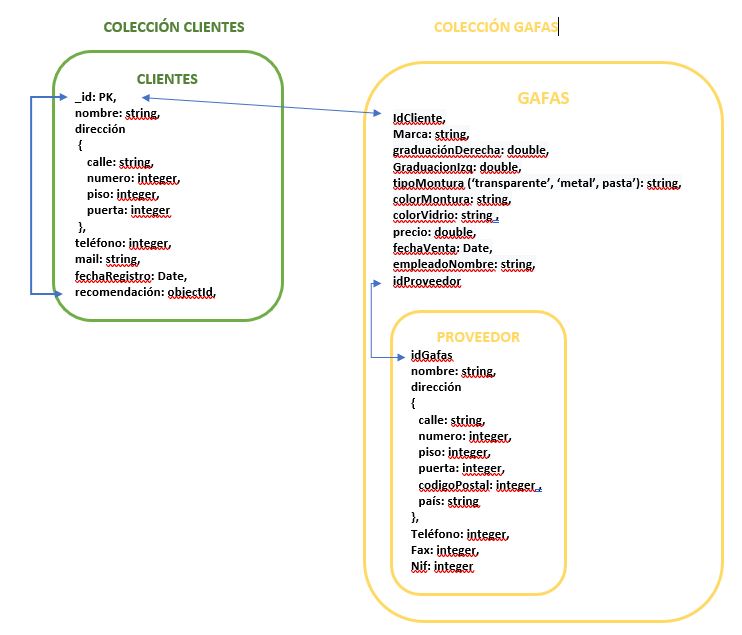 COLECCIÓN CLIENTES
CLIENTES
_id: PK,
nombre: string,
dirección
{
calle: string,
numero: integer,
piso: integer,
puerta: integer
},
teléfono: integer,
mail: string,
fechaRegistro: Date,
recomendación: objectId,
COLECCIÓN GAFAS
GAFAS
IdCliente,
Marca: string,
graduaciónDerecha: double,
GraduacionIzq: double,
tipoMontura (‘transparente’, ‘metal’, pasta’): string,
colorMontura: string,
colorVidrio: string ,
precio: double,
fechaVenta: Date,
empleadoNombre: string,
idProveedor
PROVEEDOR
idGafas
nombre: string,
dirección
{
calle: string,
numero: integer,
piso: integer,
puerta: integer,
codigoPostal: integer ,
país: string
},
Teléfono: integer,
Fax: integer,
Nif: integer